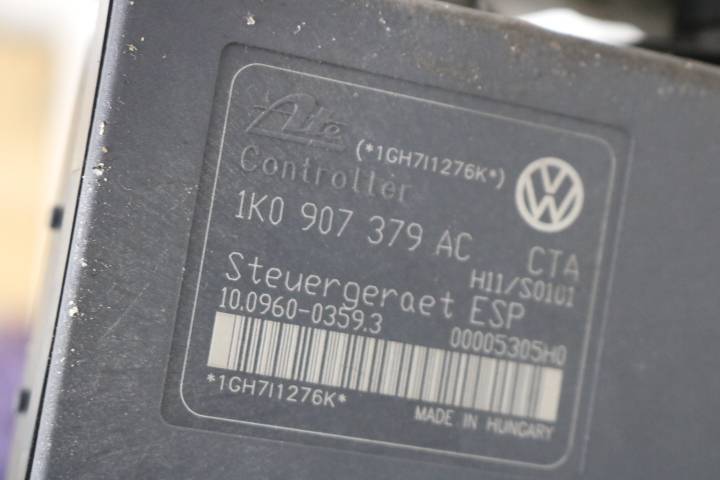 Ate
(*1GH7I1276K*)
Controller
1K0 907 379 AC
CTA
H11/S0101
Steuergeraet ESP
10.0960-0359.3
00005305H0
*1GH7I1276K*
MADE IN HUNGARY